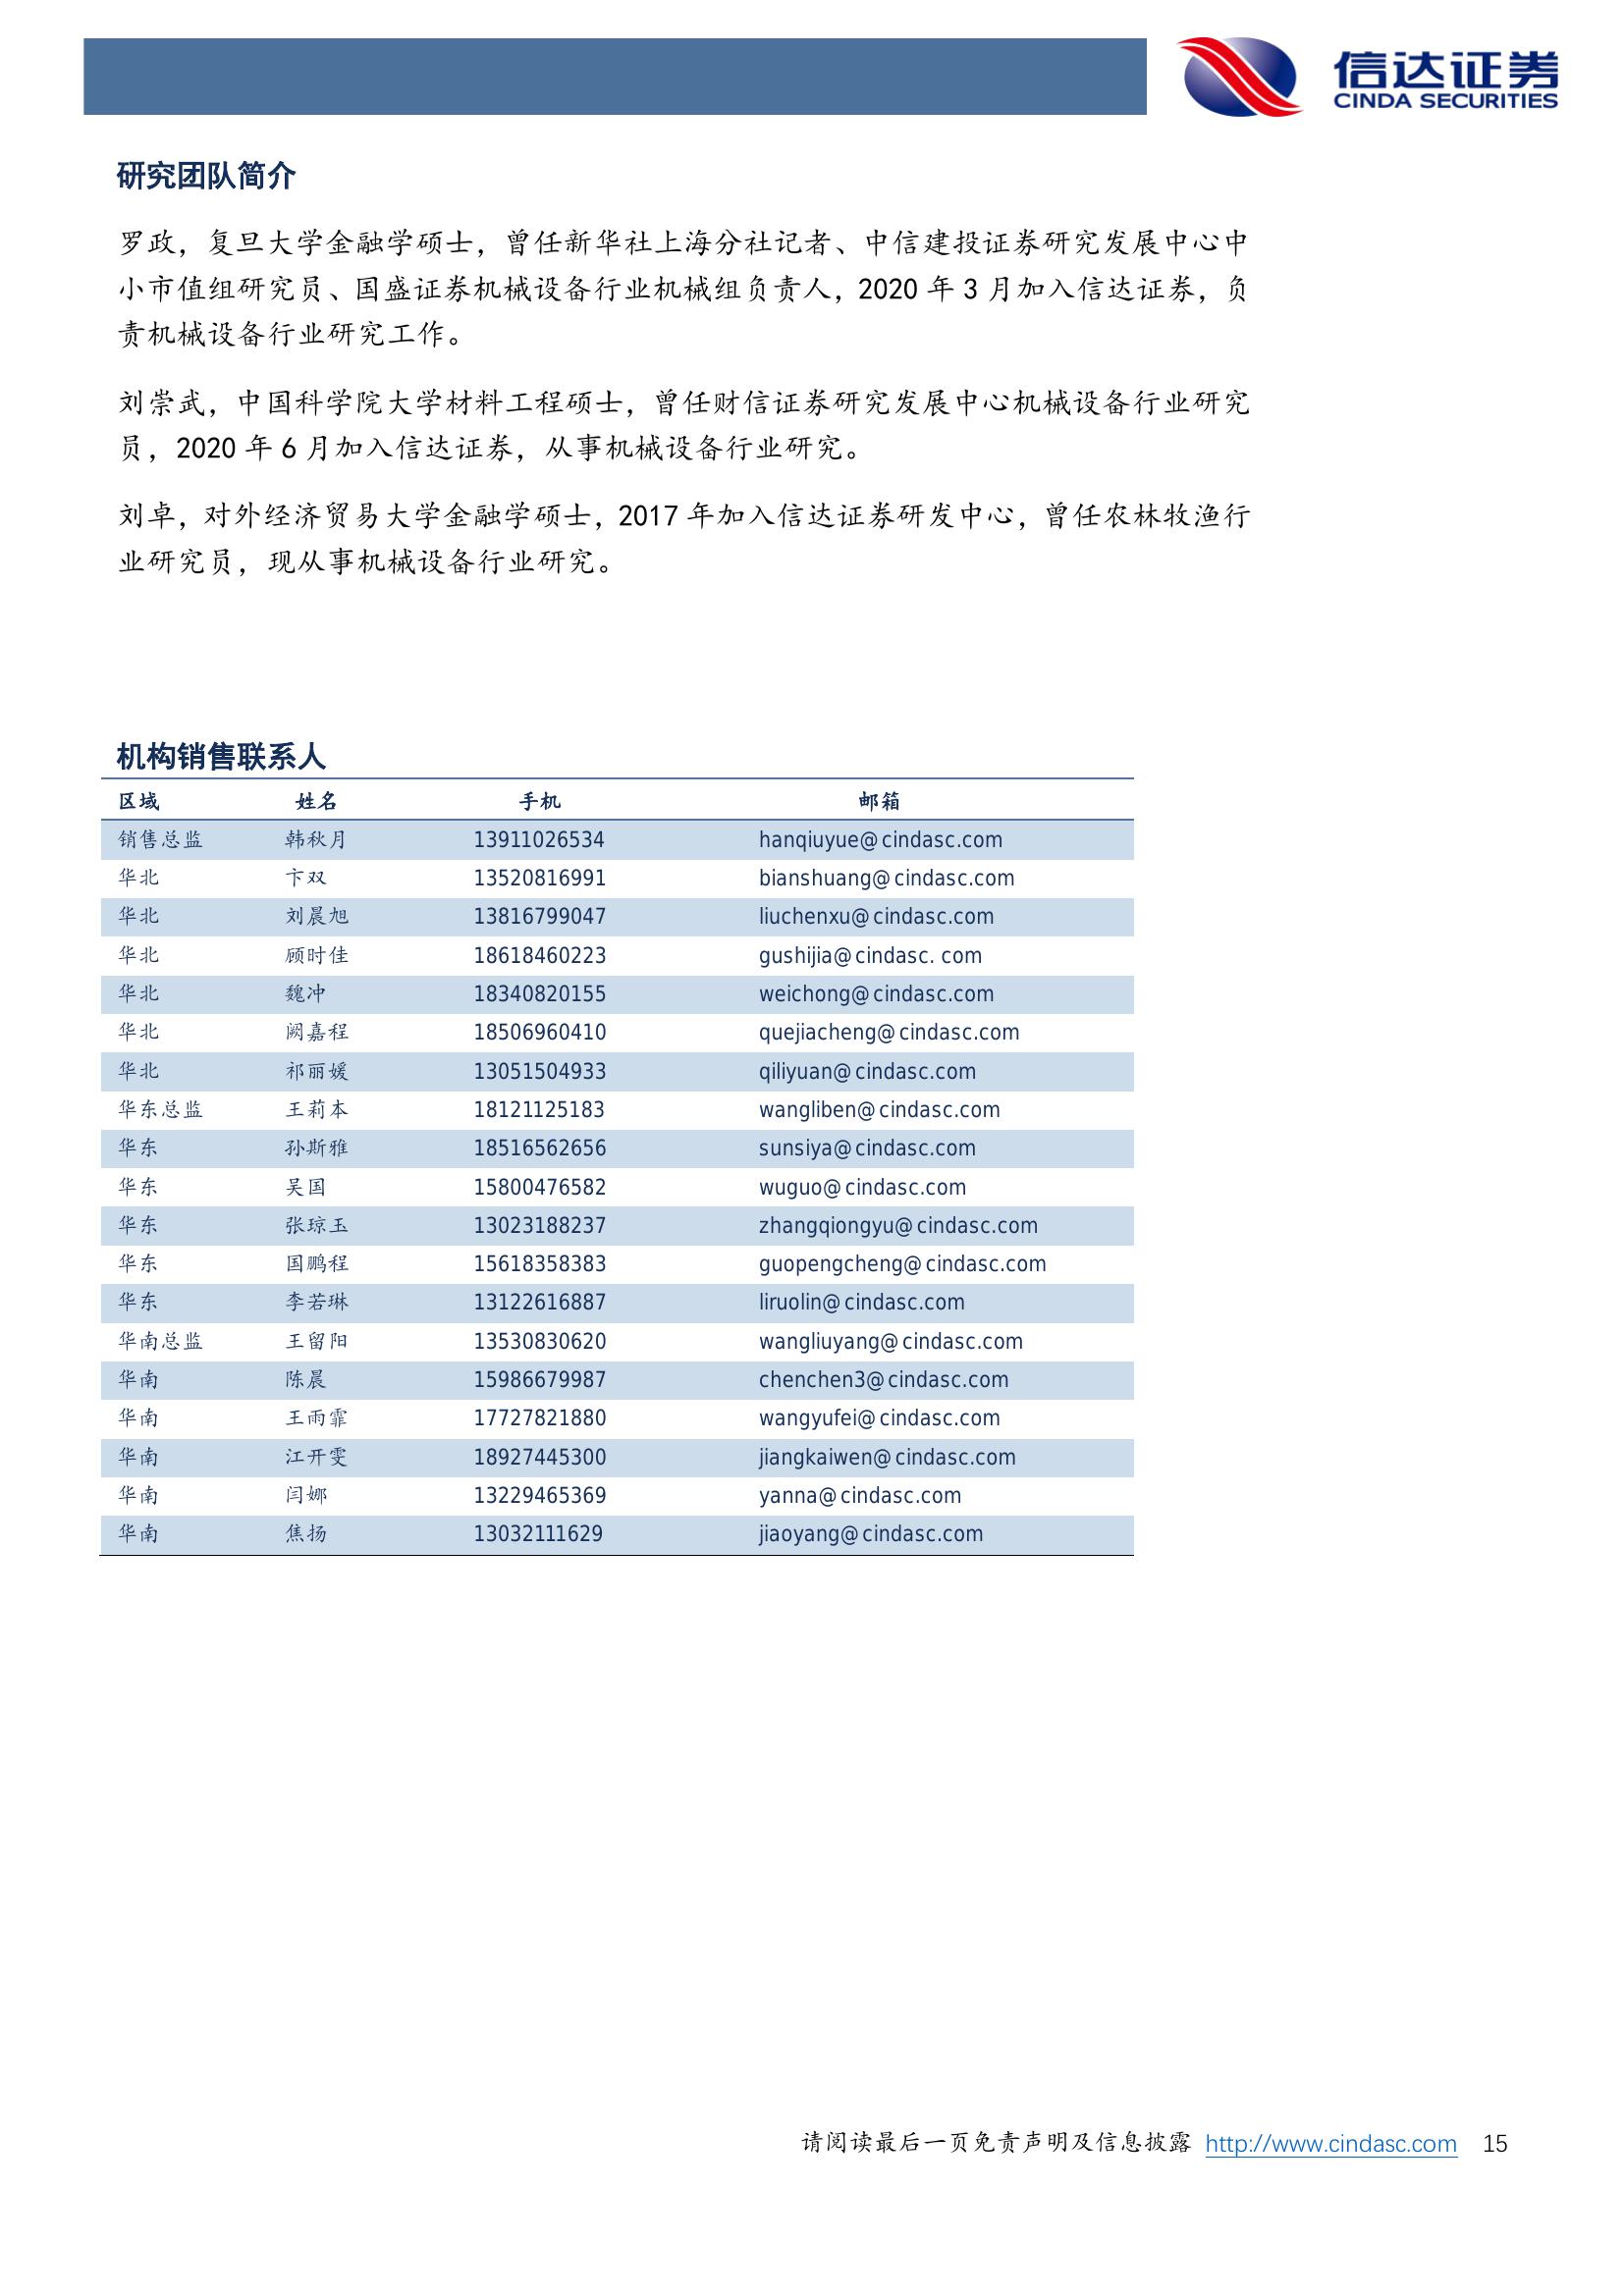 信达证券
CINDA SECURITIES
研究团队简介
罗政，复旦大学金融学硕士，曾任新华社上海分社记者、中信建投证券研究发展中心中
小市值组研究员、国盛证券机械设备行业机械组负责人，2020 年 3 月加入信达证券，负
责机械设备行业研究工作。
刘崇武，中国科学院大学材料工程硕士，曾任财信证券研究发展中心机械设备行业研究
员，2020 年 6 月加入信达证券，从事机械设备行业研究。
刘卓，对外经济贸易大学金融学硕士，2017 年加入信达证券研发中心，曾任农林牧渔行
业研究员，现从事机械设备行业研究。
机构销售联系人
区域 姓名 手机 邮箱
销售总监 韩秋月 13911026534 hanqiuyue@cindasc.com
华北 卞双 13520816991 bianshuang@cindasc.com
华北 刘晨旭 13816799047 liuchenxu@cindasc.com
华北 顾时佳 18618460223 gushijia@cindasc. com
华北 魏冲 18340820155 weichong@cindasc.com
华北 阙嘉程 18506960410 quejiacheng@cindasc.com
华北 祁丽媛 13051504933 qiliyuan@cindasc.com
华东总监 王莉本 18121125183 wangliben@cindasc.com
华东 孙斯雅 18516562656 sunsiya@cindasc.com
华东 吴国 15800476582 wuguo@cindasc.com
华东 张琼玉 13023188237 zhangqiongyu@cindasc.com
华东 国鹏程 15618358383 guopengcheng@cindasc.com
华东 李若琳 13122616887 liruolin@cindasc.com
华南总监 王留阳 13530830620 wangliuyang@cindasc.com
华南 陈晨 15986679987 chenchen3@cindasc.com
华南 王雨霏 17727821880 wangyufei@cindasc.com
华南 江开雯 18927445300 jiangkaiwen@cindasc.com
华南 闫娜 13229465369 yanna@cindasc.com
华南 焦扬 13032111629 jiaoyang@cindasc.com
请阅读最后一页免责声明及信息披露 http://www.cindasc.com 15